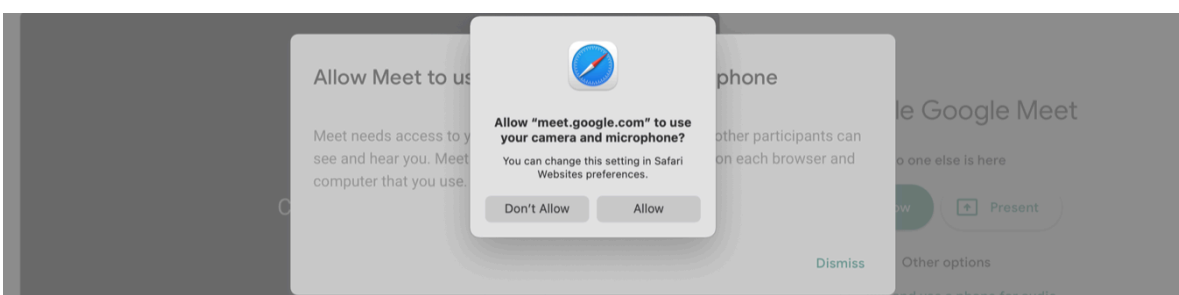 Allow Meet to us
phone
Allow “meet.google.com” to use
your camera and microphone?
You can change this setting in Safari
Websites preferences.
Don’t Allow
Allow
Meet needs access to y
other participants can
see and hear you. Meet
on each browser and
computer that you use.
Dismiss
le Google Meet
o one else is here
ow
Present
Other options